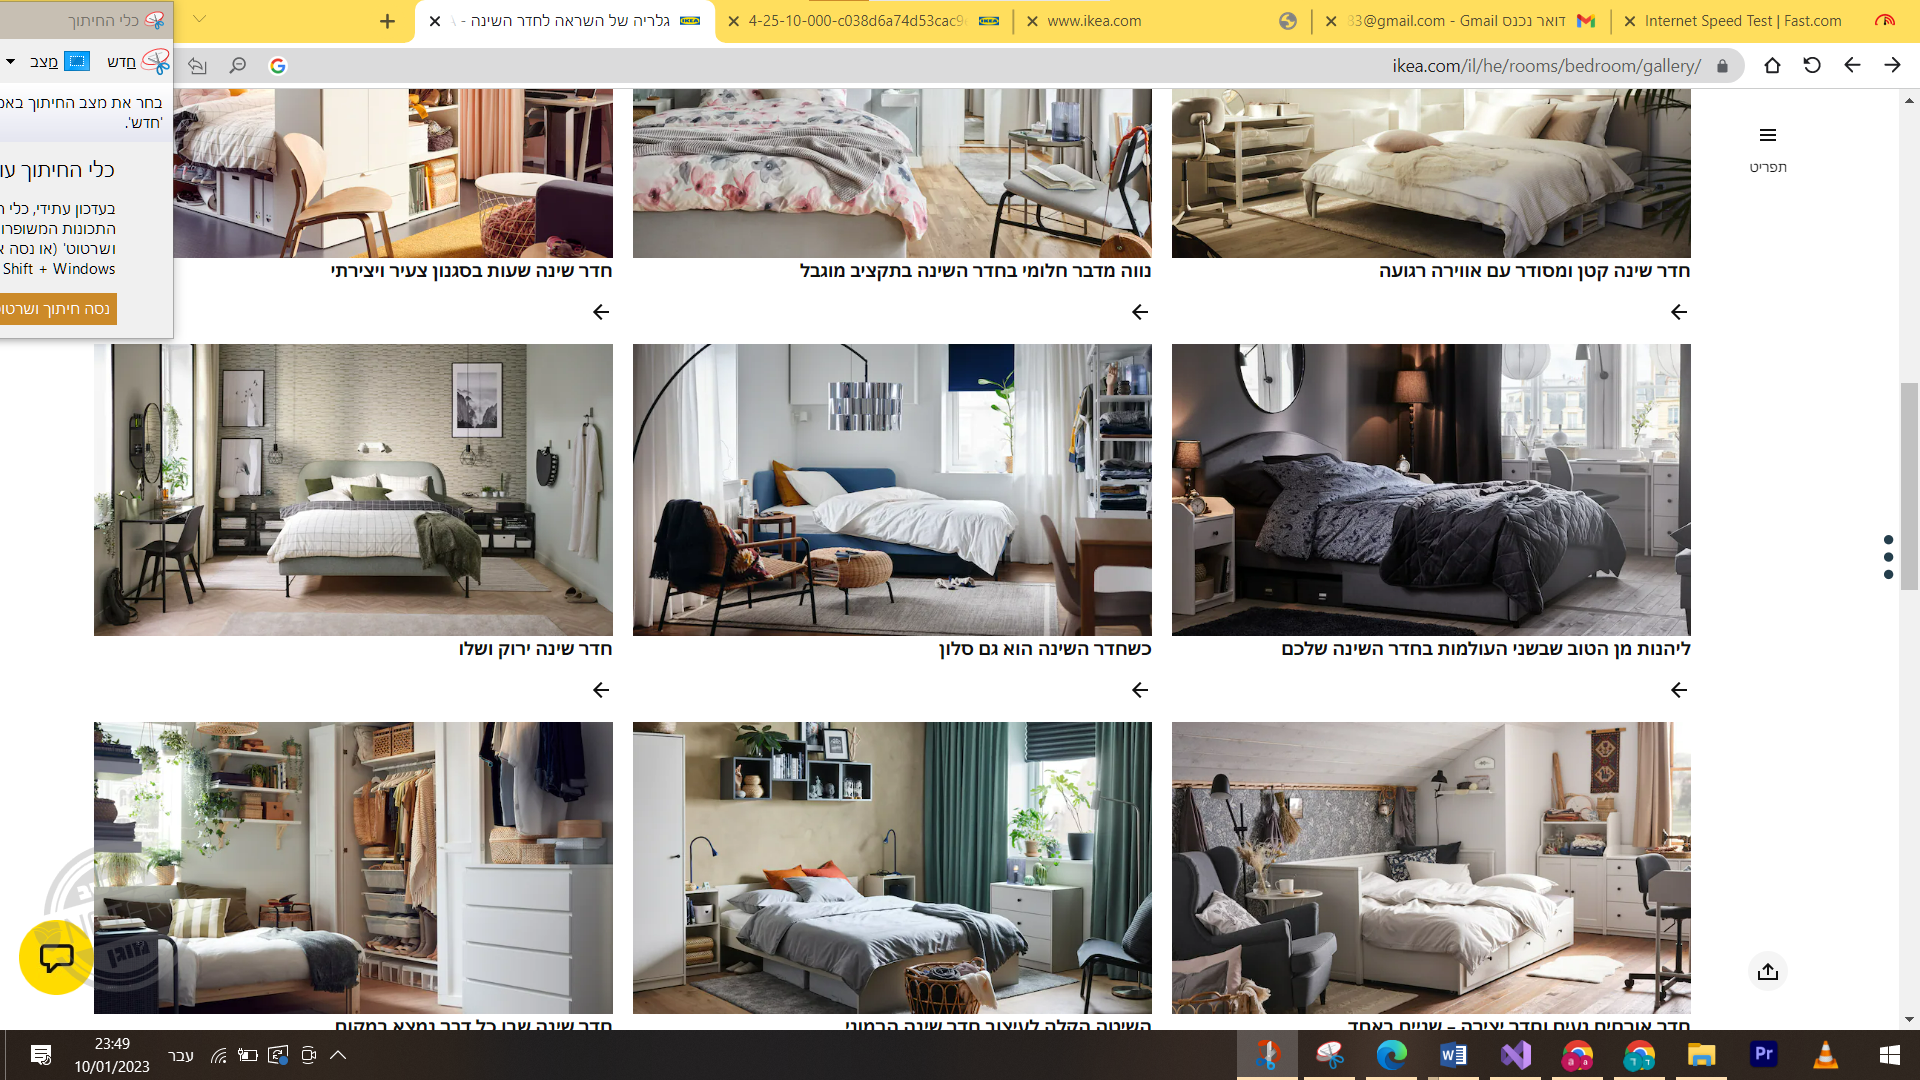 כלי החיתוך
גלריה של השראה לחדר השינה -
4-25-10-000-c038d6a74d53cac9
www.ikea.com
דואר נכנס 33@gmail.com - Gmail
Internet Speed Test | Fast.com
חדש
מצב
ikea.com/il/he/rooms/bedroom/gallery/
בחר את מצב החיתוך
'חדש'.
תפריט
כלי החיתוך
בעדכון עתידי, כלי
התכונות המשופרו
ושרטוט' (או נסה
Shift + Windows
נסה חיתוך ושרטוט
חדר שינה קטן ומסודר עם אווירה רגועה
נווה מדבר חלומי בחדר השינה בתקציב מוגבל
חדר שינה שעות בסגנון צעיר ויצירתי
ליהנות מן הטוב שבשני העולמות בחדר השינה שלכם
כשחדר השינה הוא גם סלון
חדר שינה ירוק ושלו
חדר אורחים נעים וחדר יצירה – שניים באחד
השיטה הקלה לעיצוב חדר שינה הרמוני
חדר שינה שבו כל דבר נמצא במקום
מוגן
23:49
10/01/2023
עבר
Pr